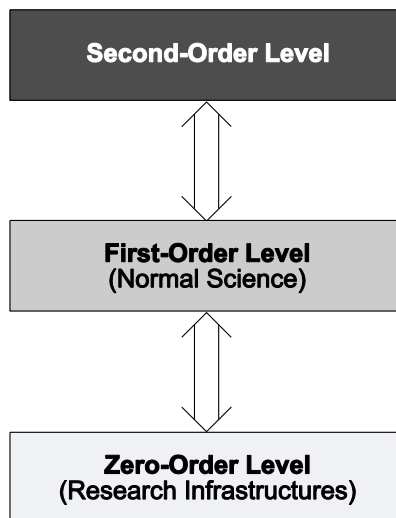 Second-Order Level
First-Order Level
(Normal Science)
Zero-Order Level
(Research Infrastructures)